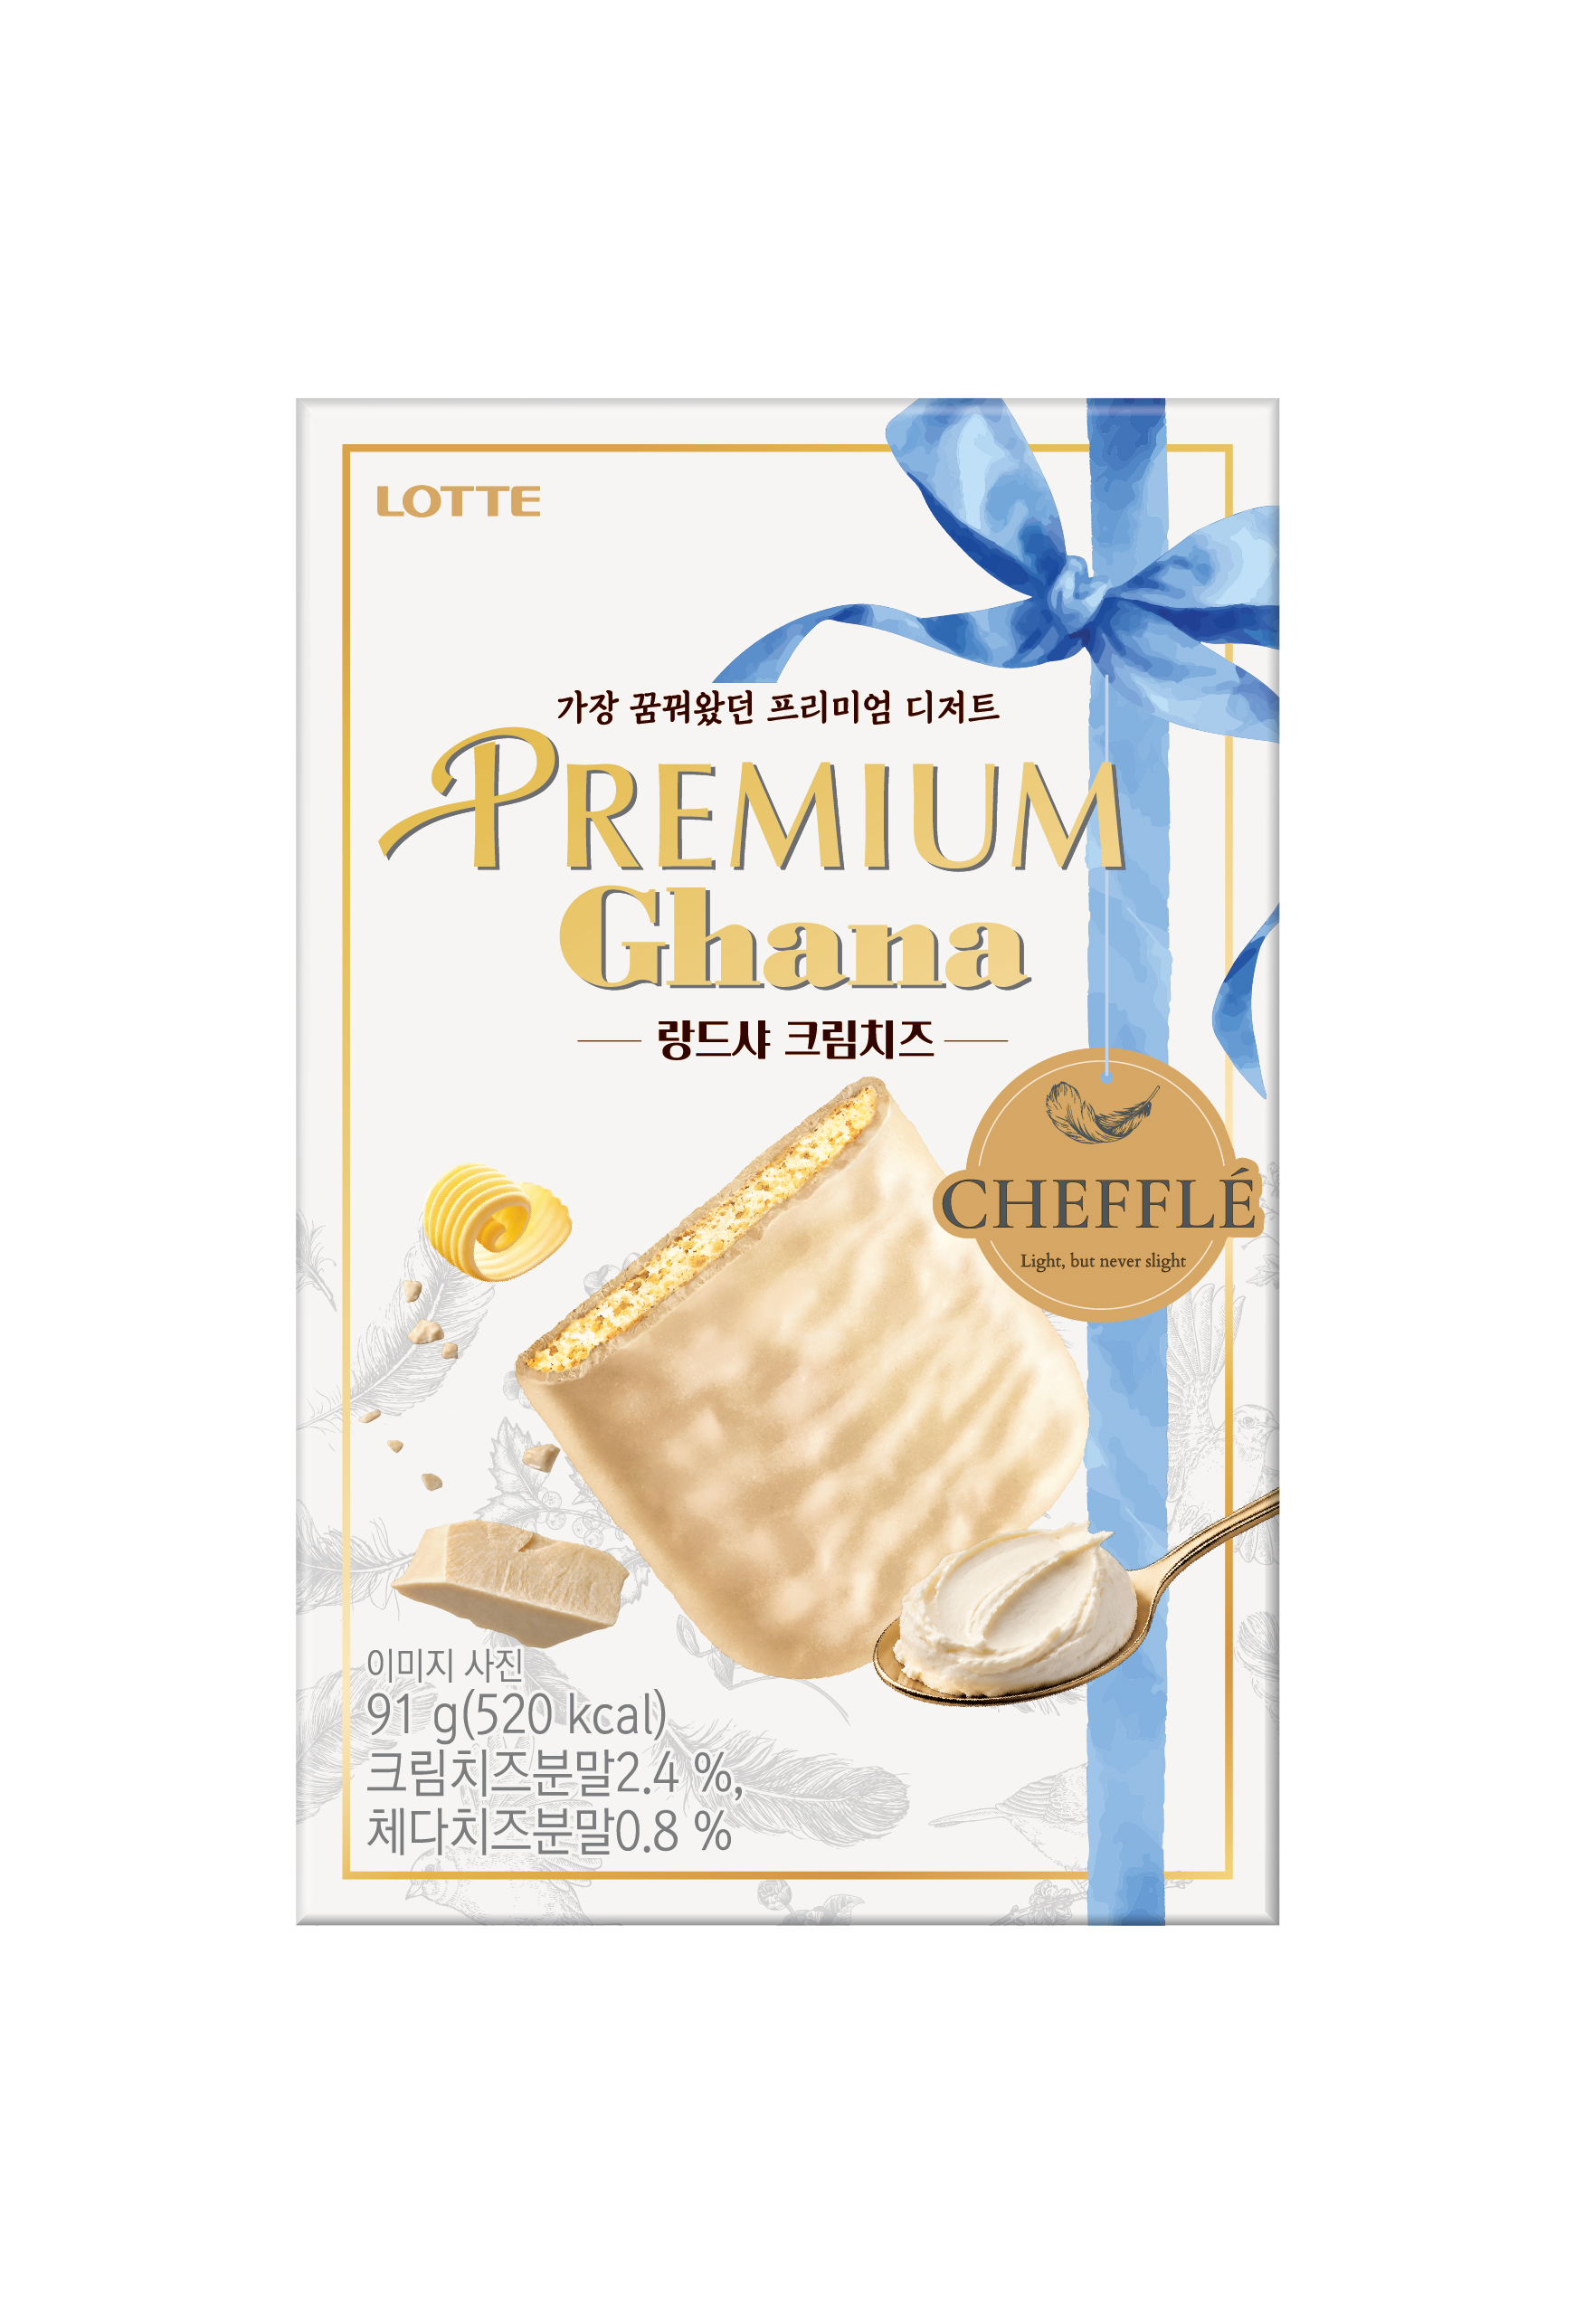 LOTTE
가장 꿈꿔왔던 프리미엄 디저트
PREMIUM
Ghana
랑드샤 크림치즈
CHEFFLÉ
Light, but never slight
이미지 사진
91 g(520 kcal)
크림치즈분말2.4 %,
체다치즈분말0.8 %